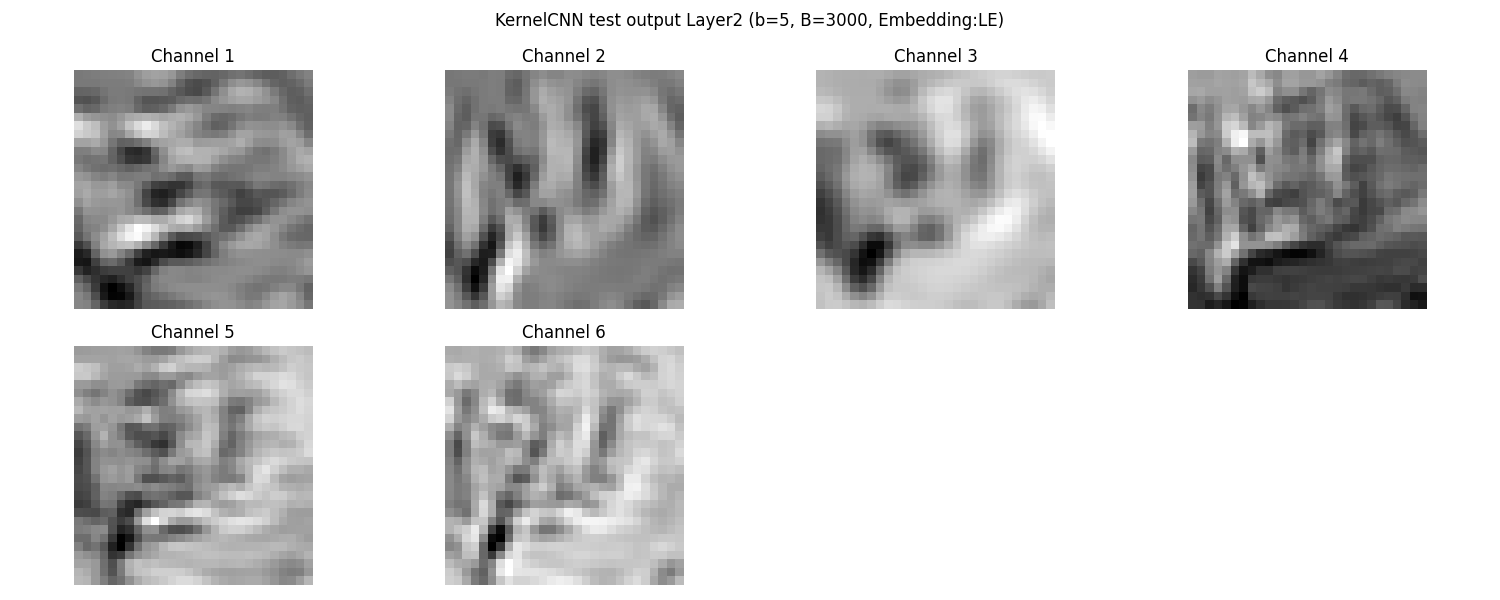 KernelCNN test output Layer2 (b=5, B=3000, Embedding:LE)
Channel 1
Channel 2
Channel 3
Channel 4
Channel 5
Channel 6